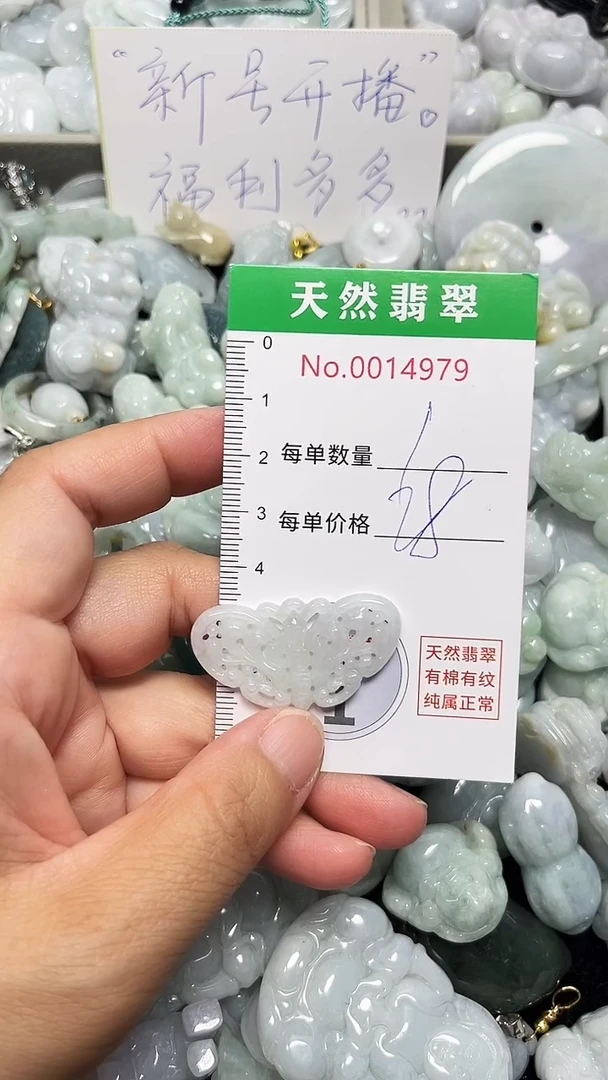 “新号开播。”
福利多多
天然翡翠
No.0014979
0
1
每单数量 1
2
每单价格 28
3
4
天然翡翠
有棉有纹
纯属正常